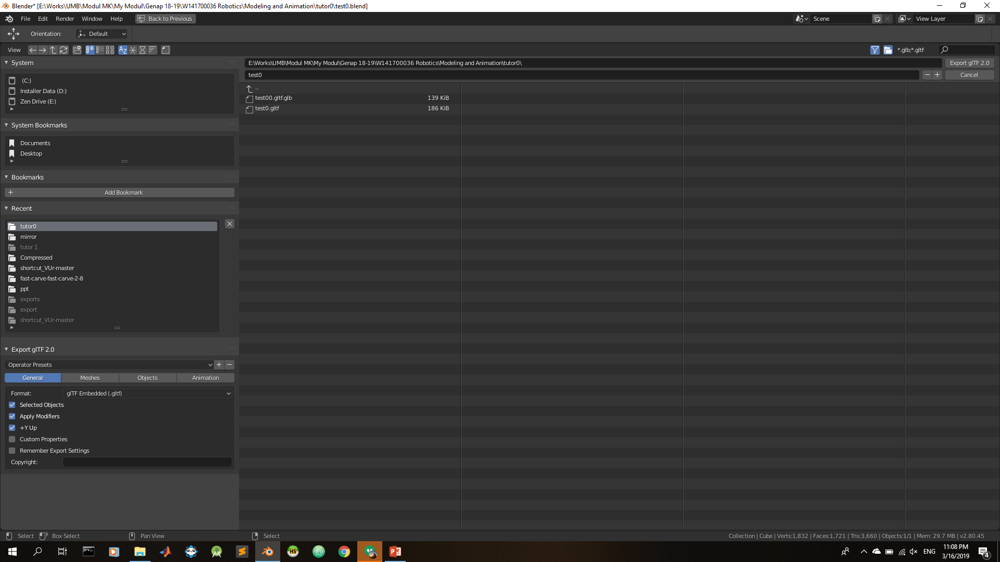 Blender* [E:\Works\UMB\Modul MK\My Modul\Genap 18-19\W141700036 Robotics\Modeling and Animation\tutor0\test0.blend]
File Edit Render Window Help Back to Previous Scene View Layer
Orientation: Default
View *.glb;*.gltf
System
(C:)
Installer Data (D:)
Zen Drive (E:)
System Bookmarks
Documents
Desktop
Bookmarks
Add Bookmark
Recent
tutor0
mirror
tutor 1
Compressed
shortcut_VUr-master
fast-carve-fast-carve-2-8
ppt
exports
export
shortcut_VUr-master
Export glTF 2.0
Operator Presets
General Meshes Objects Animation
Format: glTF Embedded (.gltf)
Selected Objects
Apply Modifiers
+Y Up
Custom Properties
Remember Export Settings
Copyright:
E:\Works\UMB\Modul MK\My Modul\Genap 18-19\W141700036 Robotics\Modeling and Animation\tutor0\ Export glTF 2.0
test0 Cancel
..
test00.gltf.glb 139 KiB
test0.gltf 186 KiB
Select Box Select Pan View Select Collection | Cube | Verts:1,832 | Faces:1,721 | Tris:3,660 | Objects:1/1 | Mem: 29.7 MB | v2.80.45
HS ENG 11:08 PM
3/16/2019 4